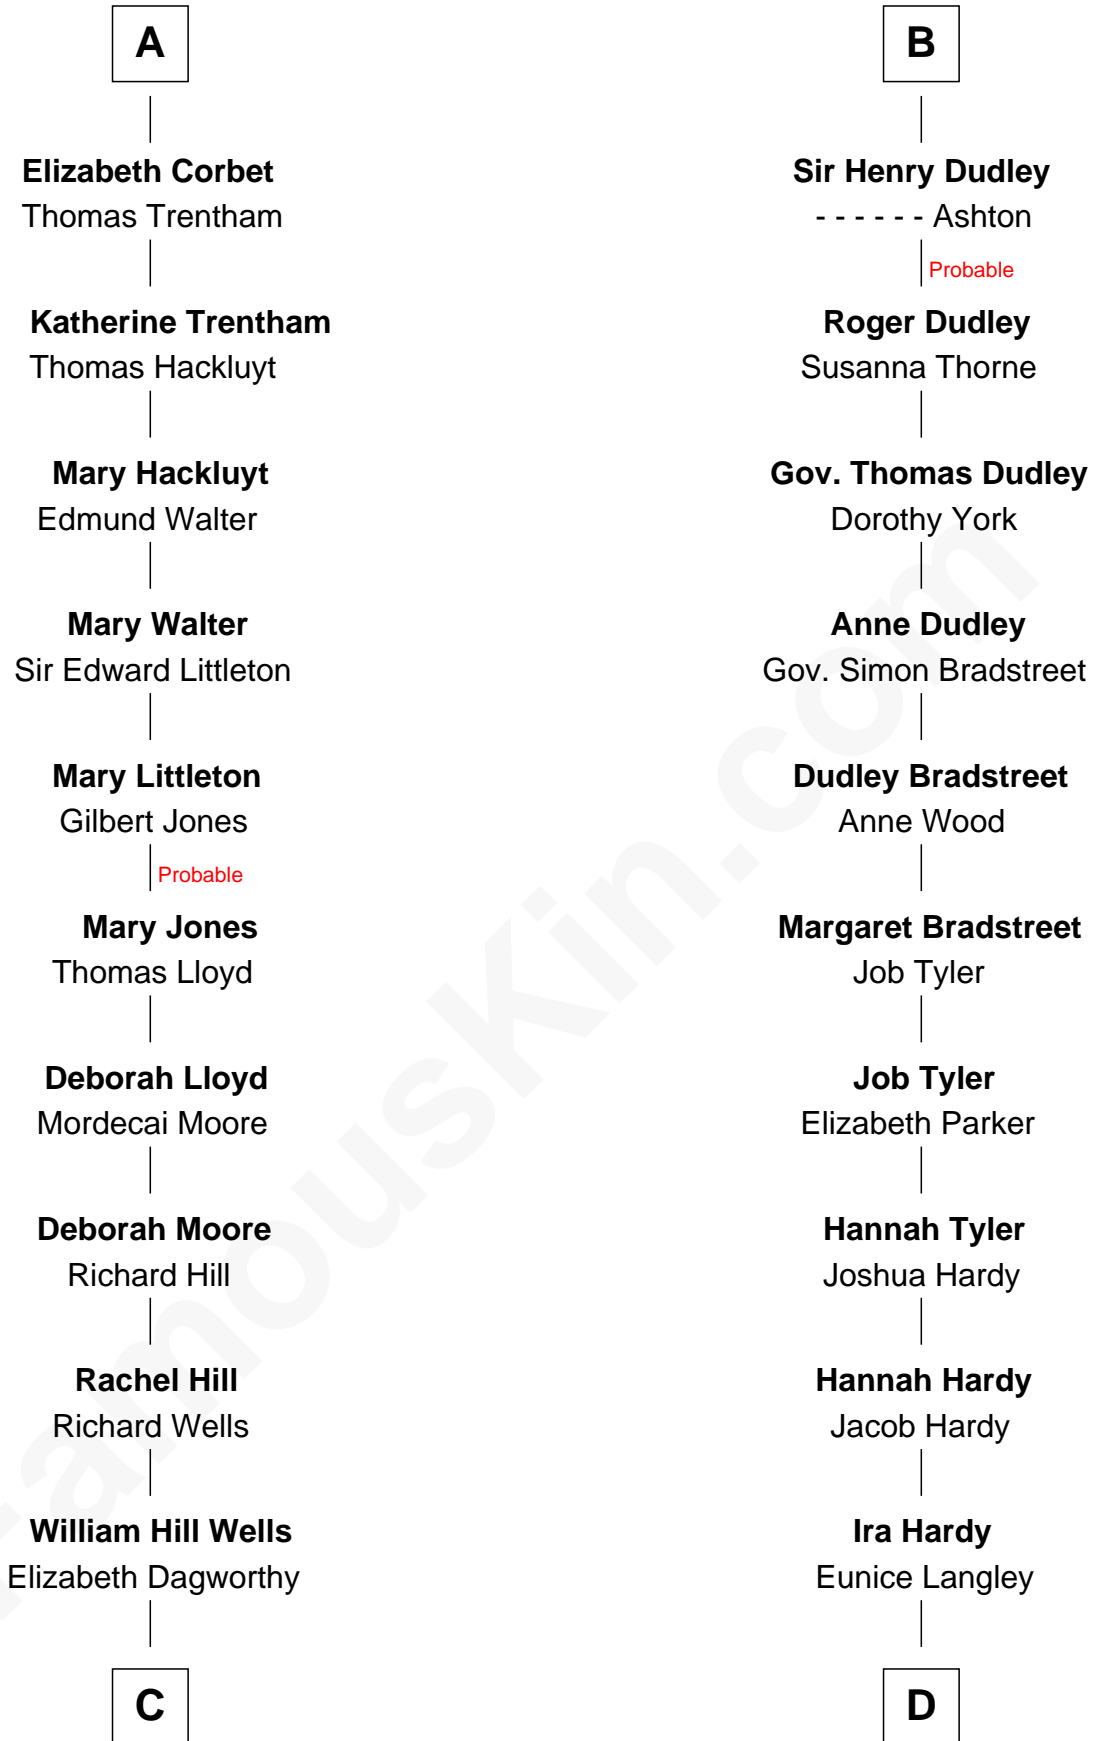 A
Elizabeth Corbet
Thomas Trentham
Katherine Trentham
Thomas Hackluyt
Mary Hackluyt
Edmund Walter
Mary Walter
Sir Edward Littleton
Mary Littleton
Gilbert Jones
Probable
Mary Jones
Thomas Lloyd
Deborah Lloyd
Mordecai Moore
Deborah Moore
Richard Hill
Rachel Hill
Richard Wells
William Hill Wells
Elizabeth Dagworthy
C
B
Sir Henry Dudley
- - - - - - Ashton
Probable
Roger Dudley
Susanna Thorne
Gov. Thomas Dudley
Dorothy York
Anne Dudley
Gov. Simon Bradstreet
Dudley Bradstreet
Anne Wood
Margaret Bradstreet
Job Tyler
Job Tyler
Elizabeth Parker
Hannah Tyler
Joshua Hardy
Hannah Hardy
Jacob Hardy
Ira Hardy
Eunice Langley
D
FamousKin.com